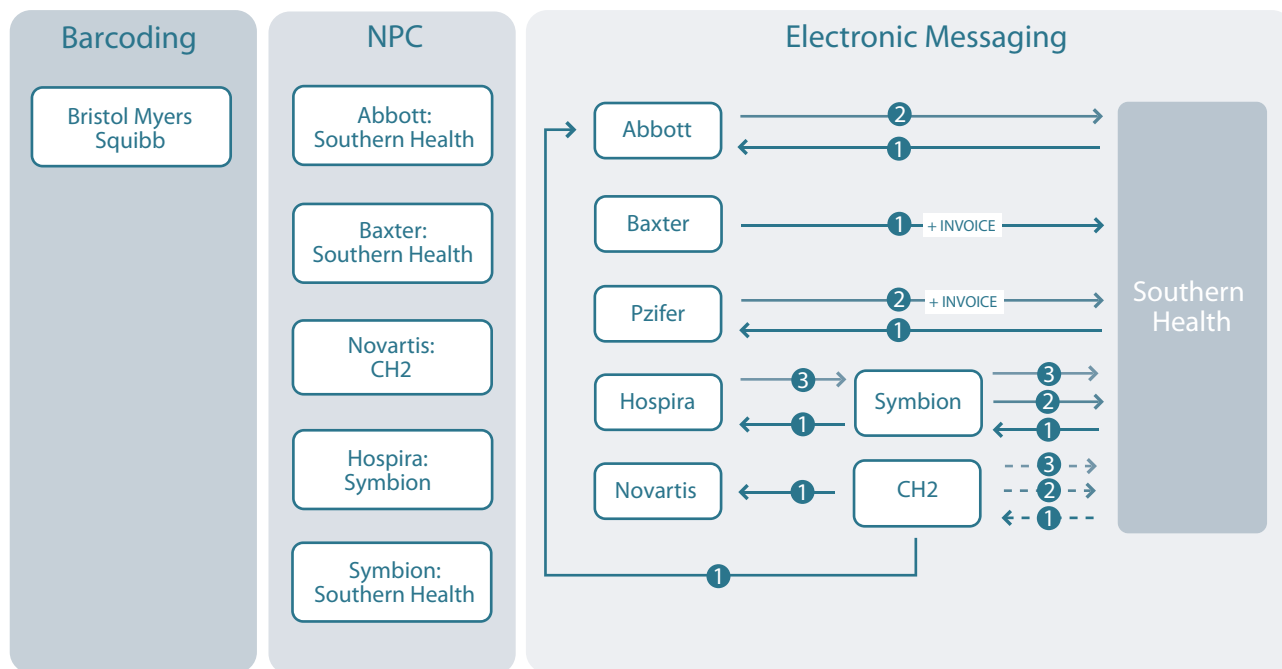 Barcoding
Bristol Myers
Squibb
NPC
Abbott:
Southern Health
Baxter:
Southern Health
Novartis:
CH2
Hospira:
Symbion
Symbion:
Southern Health
Electronic Messaging
Abbott
2
1
Baxter
1 + INVOICE
Pzifer
2 + INVOICE
1
Hospira
3
1
Symbion
3
2
1
Novartis
1
CH2
3
2
1
1
Southern
Health